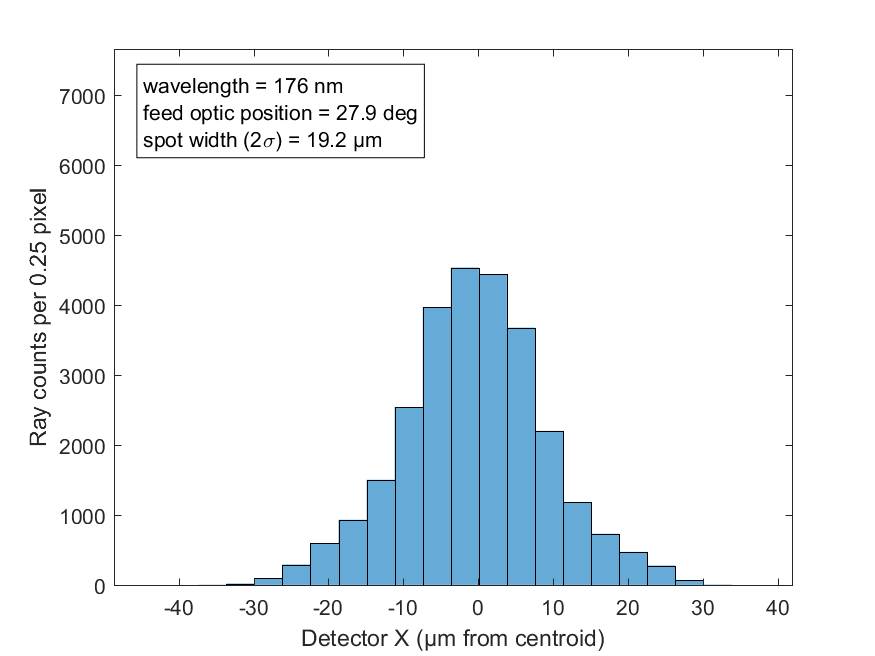 wavelength = 176 nm
feed optic position = 27.9 deg
spot width (2σ) = 19.2 µm
7000
6000
5000
4000
3000
2000
1000
0
Ray counts per 0.25 pixel
-40 -30 -20 -10 0 10 20 30 40
Detector X (µm from centroid)